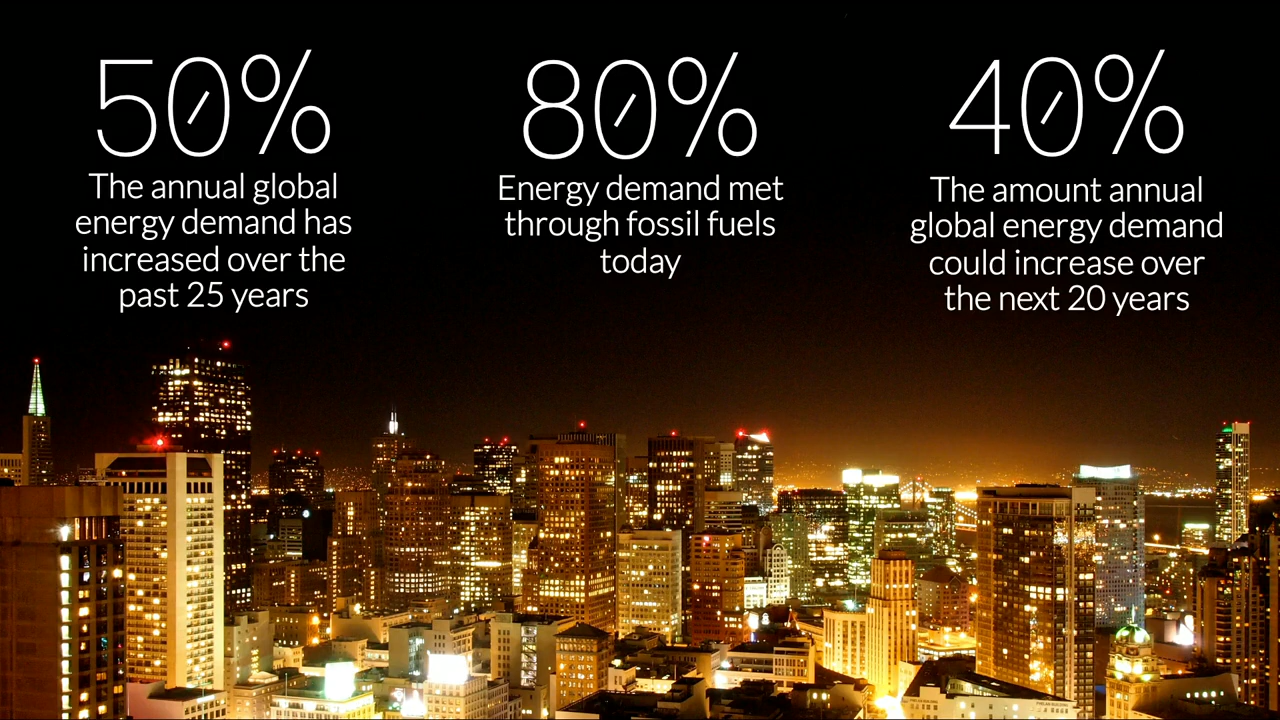 50%
The annual global
energy demand has
increased over the
past 25 years
80%
Energy demand met
through fossil fuels
today
40%
The amount annual
global energy demand
could increase over
the next 20 years